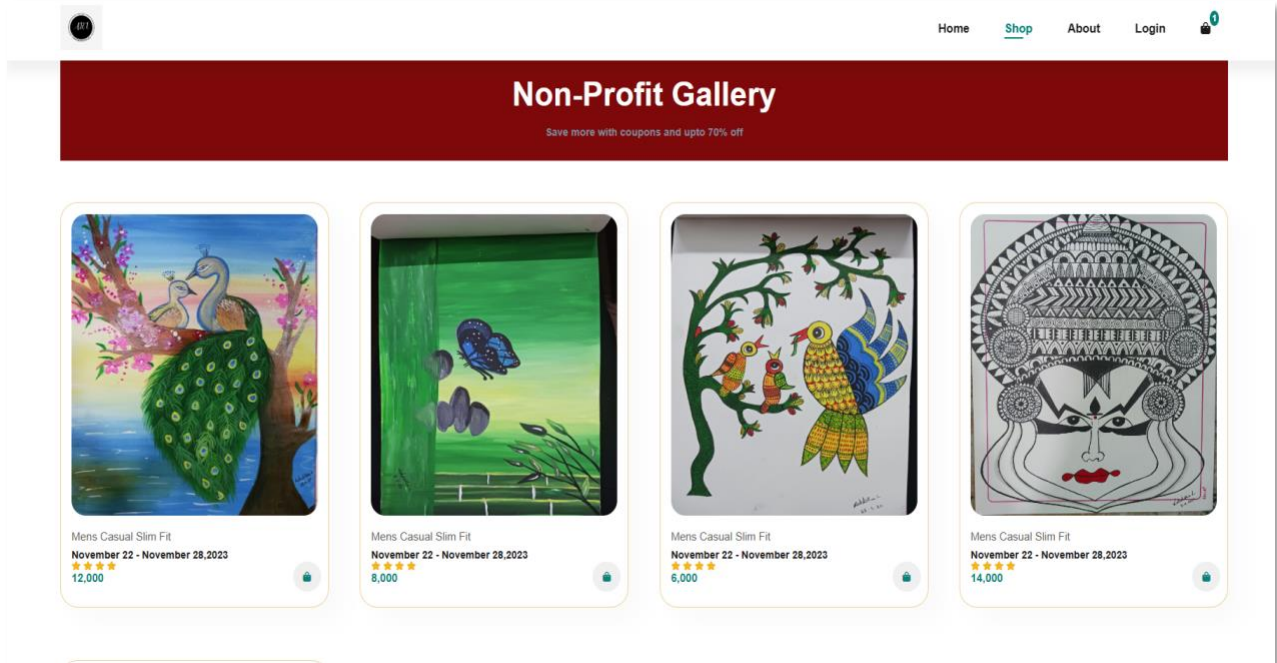 ART
Home Shop About Login 1
Non-Profit Gallery
Save more with coupons and upto 70% off
Mens Casual Slim Fit
November 22 - November 28,2023
12,000
Mens Casual Slim Fit
November 22 - November 28,2023
8,000
Mens Casual Slim Fit
November 22 - November 28,2023
6,000
Mens Casual Slim Fit
November 22 - November 28,2023
14,000